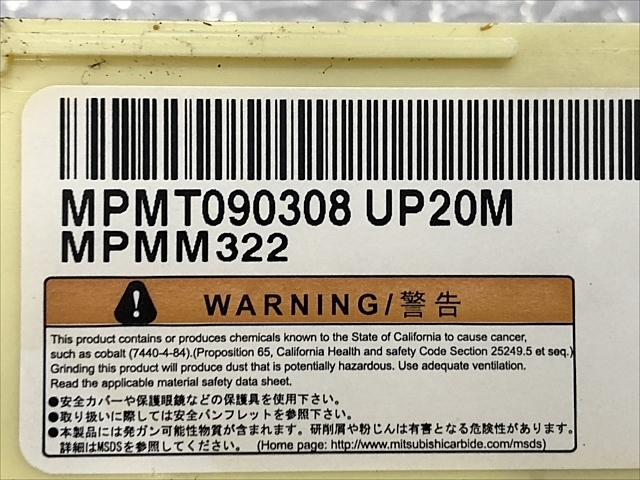 MPMT090308 UP20M
MPMM322
WARNING/警告
This product contains or produces chemicals known to the State of California to cause cancer,
such as cobalt (7440-4-84).(Proposition 65, California Health and safety Code Section 25249.5 et seq.)
Grinding this product will produce dust that is potentially hazardous. Use adequate ventilation.
Read the applicable material safety data sheet.
●安全カバーや保護眼鏡などの保護具を使用下さい。
●取り扱いに際しては安全パンフレットを参照下さい。
●本製品には発ガン可能性物質が含まれます。研削屑や粉じんは有害となる危険性があります。
詳細はMSDSを参照してください。 (Home page: http://www.mitsubishicarbide.com/msds)